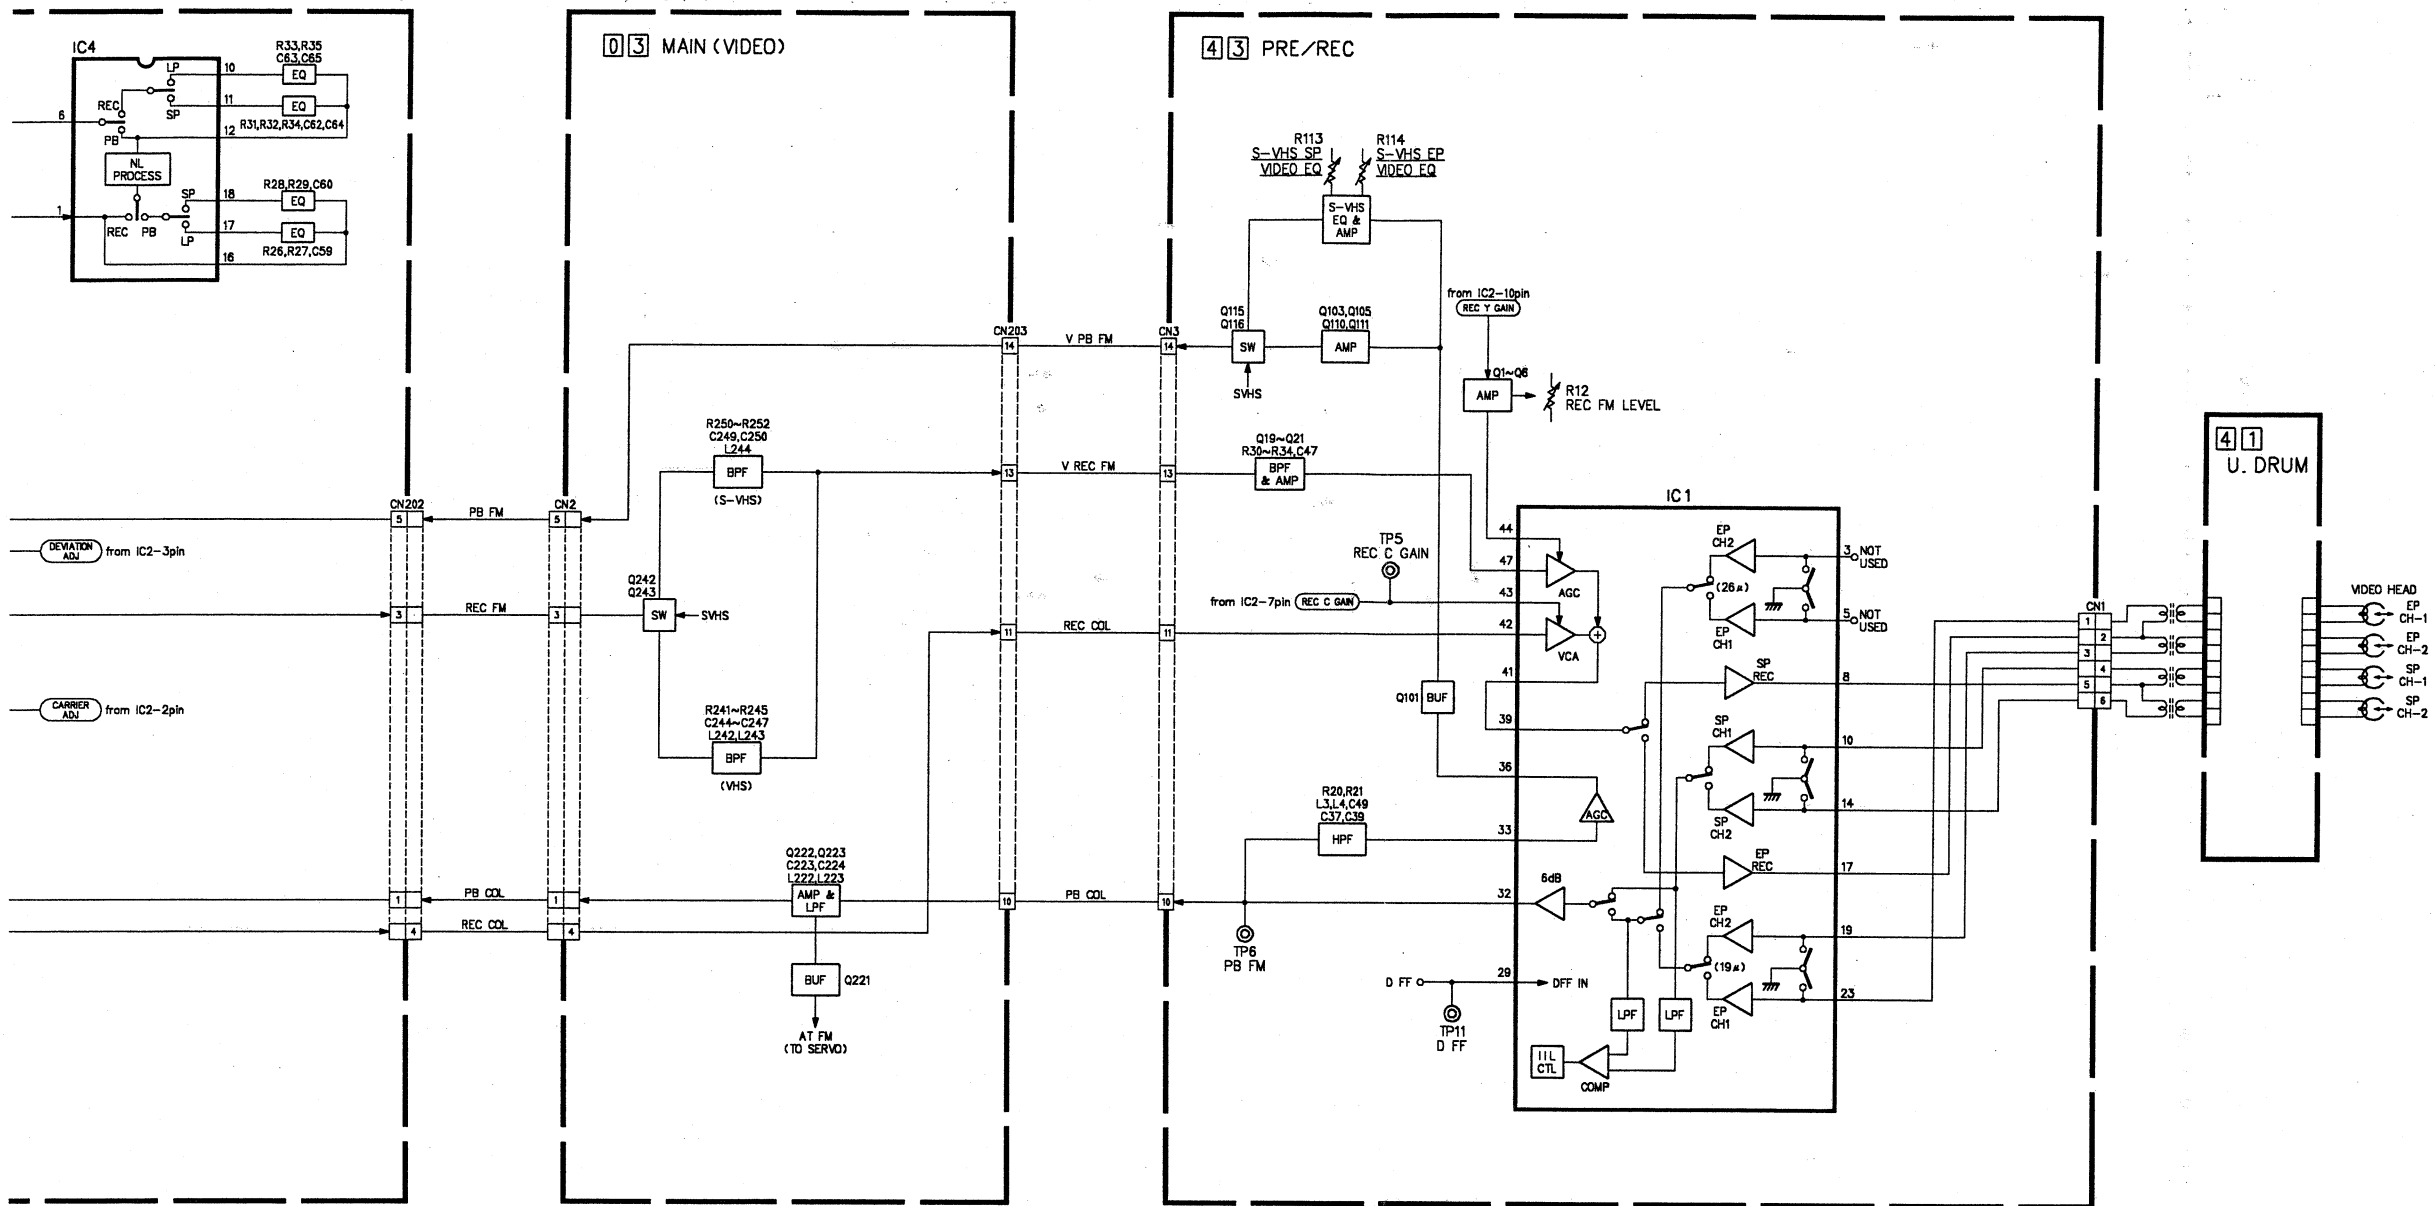 IC4
R33,R35
C63,C65
LP
10
EQ
REC
11
EQ
SP
6
R31,R32,R34,C62,C64
12
PB
NL
PROCESS
R28,R29,C60
SP
18
EQ
1
17
EQ
REC PB
LP
R26,R27,C59
16
CN202
5
PB FM
DEVIATION
ADJ
from IC2-3pin
3
REC FM
CARRIER
ADJ
from IC2-2pin
1
PB COL
4
REC COL
0 3 MAIN (VIDEO)
CN2
5
3
1
4
R250~R252
C249,C250
L244
BPF
(S-VHS)
Q242
Q243
SW
SVHS
R241~R245
C244~C247
L242,L243
BPF
(VHS)
Q222,Q223
C223,C224
L222,L223
AMP &
LPF
BUF
Q221
AT FM
(TO SERVO)
CN203
14
V PB FM
13
V REC FM
11
REC COL
10
PB COL
4 3 PRE/REC
CN3
14
13
11
10
R113
S-VHS SP
VIDEO EQ
R114
S-VHS EP
VIDEO EQ
S-VHS
EQ &
AMP
from IC2-10pin
REC Y GAIN
Q115
Q116
SW
SVHS
Q103,Q105
Q110,Q111
AMP
Q1~Q6
AMP
R12
REC FM LEVEL
Q19~Q21
R30~R34,C47
BPF
& AMP
TP5
REC C GAIN
from IC2-7pin
REC C GAIN
Q101
BUF
R20,R21
L3,L4,C49
C37,C39
HPF
TP6
PB FM
D FF
TP11
D FF
IC1
44
47
AGC
43
42
VCA
41
39
36
AGC
33
32
6dB
29
DFF IN
LPF
LPF
IIL
CTL
COMP
EP
CH2
3
NOT
USED
(26μ)
EP
CH1
5
NOT
USED
SP
REC
8
SP
CH1
10
SP
CH2
14
EP
REC
17
EP
CH2
19
(19μ)
EP
CH1
23
CN1
1
2
3
4
5
6
4 1
U. DRUM
VIDEO HEAD
EP
CH-1
EP
CH-2
SP
CH-1
SP
CH-2